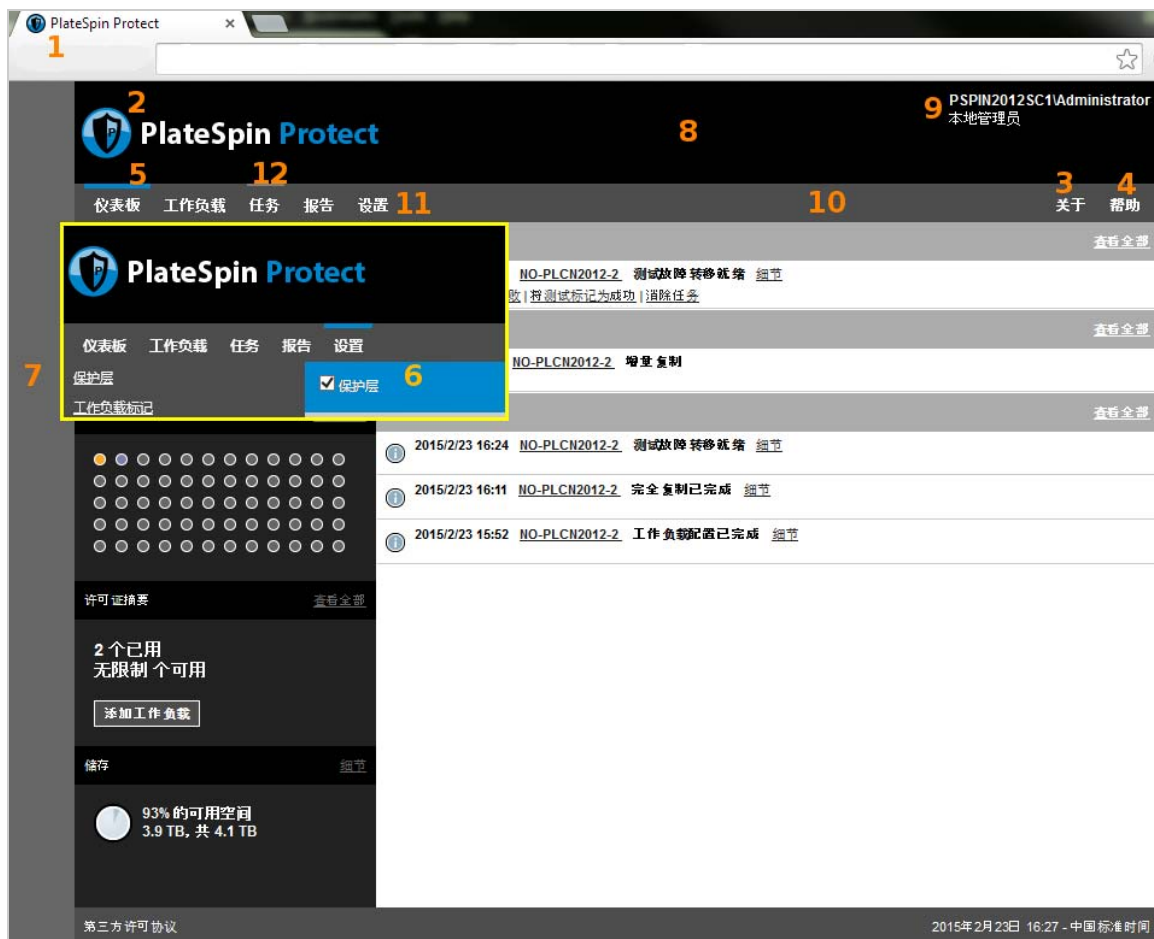 PlateSpin Protect
1
2
PlateSpin Protect
8
9
PSPIN2012SC1\Administrator
本地管理员
5
12
3
4
仪表板 工作负载 任务 报告 设置 11
10
关于 帮助
查看全部
PlateSpin Protect
NO-PLCN2012-2 测试故障转移就绪 细节
败 | 将测试标记为成功 | 消除任务
查看全部
仪表板 工作负载 任务 报告 设置
NO-PLCN2012-2 增量复制
7
保护层
保护层
6
工作负载标记
查看全部
2015/2/23 16:24 NO-PLCN2012-2 测试故障转移就绪 细节
2015/2/23 16:11 NO-PLCN2012-2 完全复制已完成 细节
2015/2/23 15:52 NO-PLCN2012-2 工作负载配置已完成 细节
许可证摘要 查看全部
2 个已用
无限制 个可用
添加工作负载
储存 细节
93% 的可用空间
3.9 TB, 共 4.1 TB
第三方许可协议
2015年2月23日 16:27 - 中国标准时间